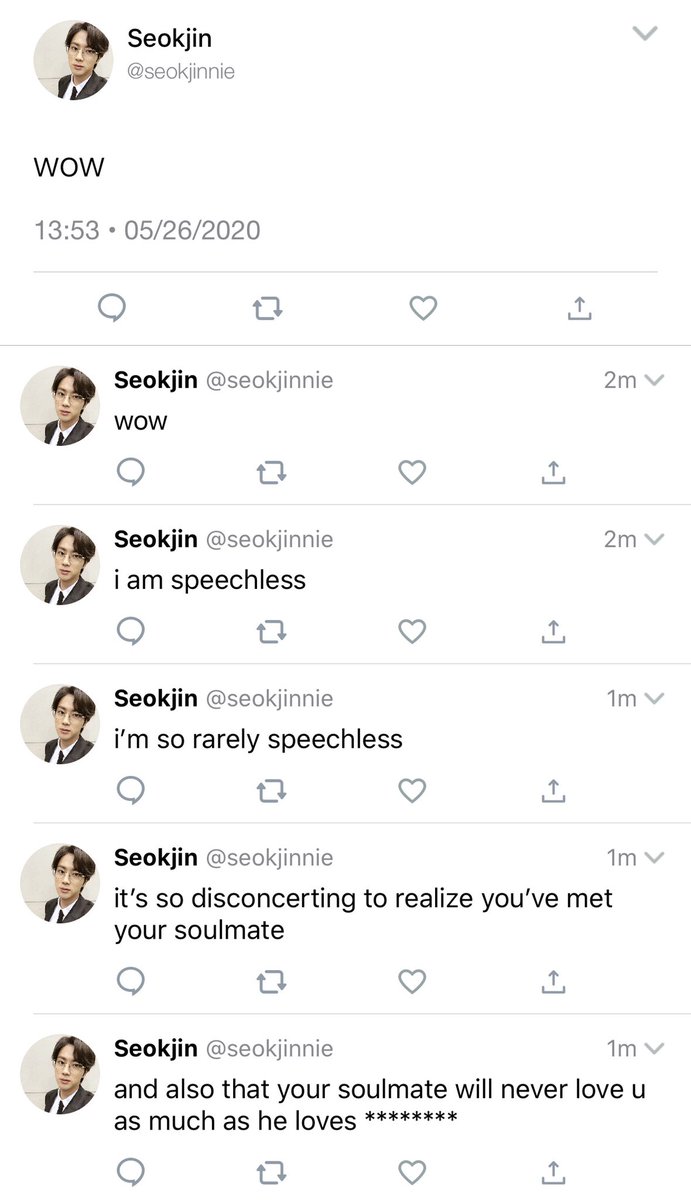 Seokjin
@seokjinnie
WOW
13:53 • 05/26/2020
Seokjin @seokjinnie 2m
wow
Seokjin @seokjinnie 2m
i am speechless
Seokjin @seokjinnie 1m
i’m so rarely speechless
Seokjin @seokjinnie 1m
it’s so disconcerting to realize you’ve met
your soulmate
Seokjin @seokjinnie 1m
and also that your soulmate will never love u
as much as he loves ********